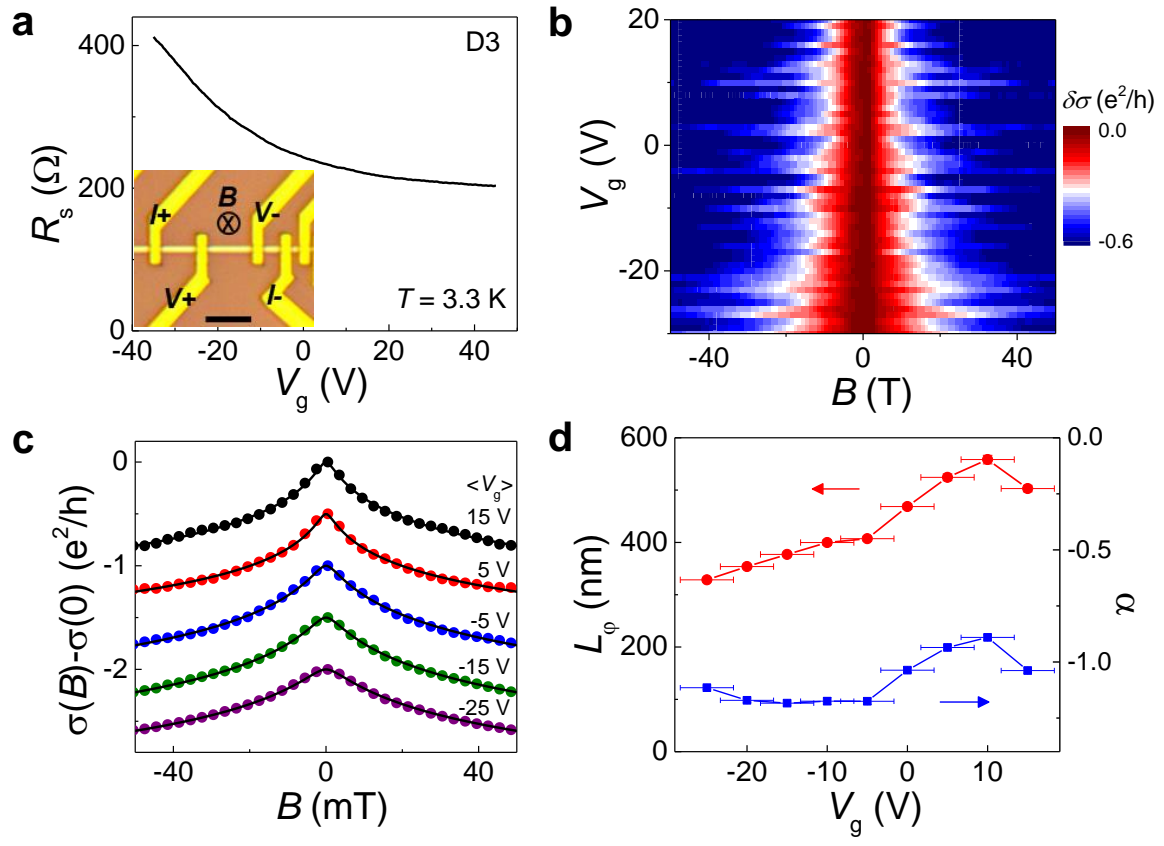 a
D3
400
200
0
-40
-20
0
20
40
R_s (Ω)
V_g (V)
I+
B
V-
V+
I-
T = 3.3 K
b
20
0
-20
-40
0
40
V_g (V)
B (T)
δσ (e²/h)
0.0
-0.6
c
0
-1
-2
-40
0
40
σ(B)-σ(0) (e²/h)
B (mT)
<V_g>
15 V
5 V
-5 V
-15 V
-25 V
d
600
400
200
0
0.0
-0.5
-1.0
-20
-10
0
10
L_φ (nm)
α
V_g (V)